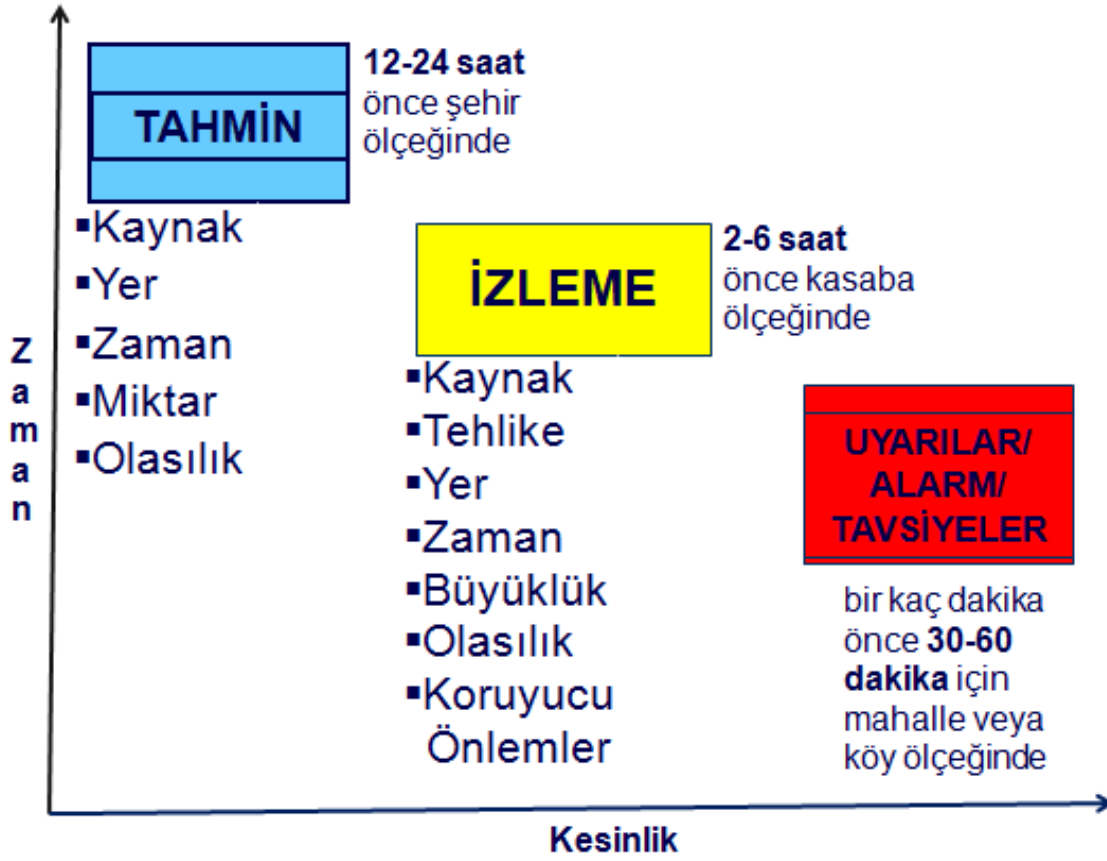 12-24 saat
önce şehir
ölçeğinde
TAHMİN
▪Kaynak
▪Yer
▪Zaman
▪Miktar
▪Olasılık
2-6 saat
önce kasaba
ölçeğinde
İZLEME
▪Kaynak
▪Tehlike
▪Yer
▪Zaman
▪Büyüklük
▪Olasılık
▪Koruyucu
Önlemler
UYARILAR/
ALARM/
TAVSİYELER
bir kaç dakika
önce 30-60
dakika için
mahalle veya
köy ölçeğinde
Zaman
Kesinlik